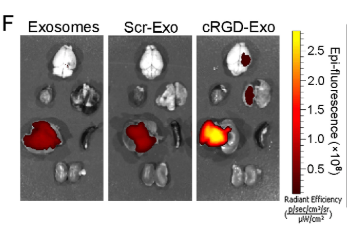 F
Exosomes Scr-Exo cRGD-Exo
2.5
2.0
1.5
1.0
0.5
Epi-fluorescence (×10⁸)
Radiant Efficiency
(p/sec/cm²/sr / μW/cm²)